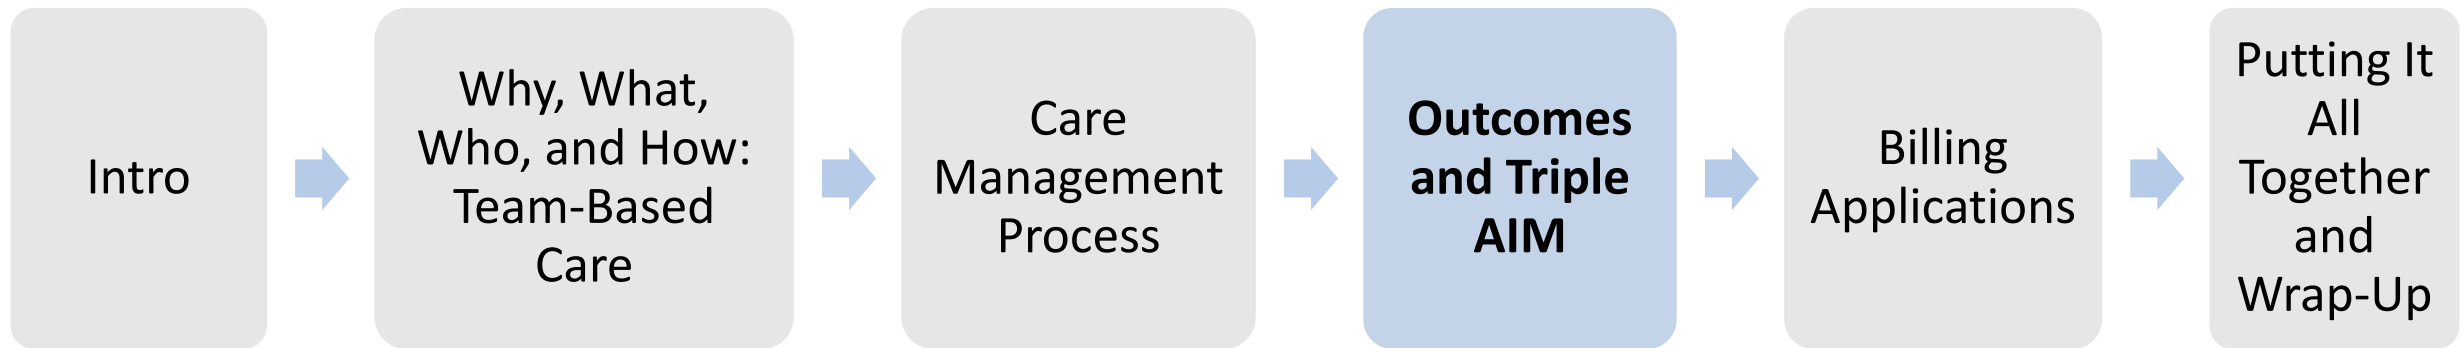 Intro
Why, What,
Who, and How:
Team-Based
Care
Care
Management
Process
Outcomes
and Triple
AIM
Billing
Applications
Putting It
All
Together
and
Wrap-Up